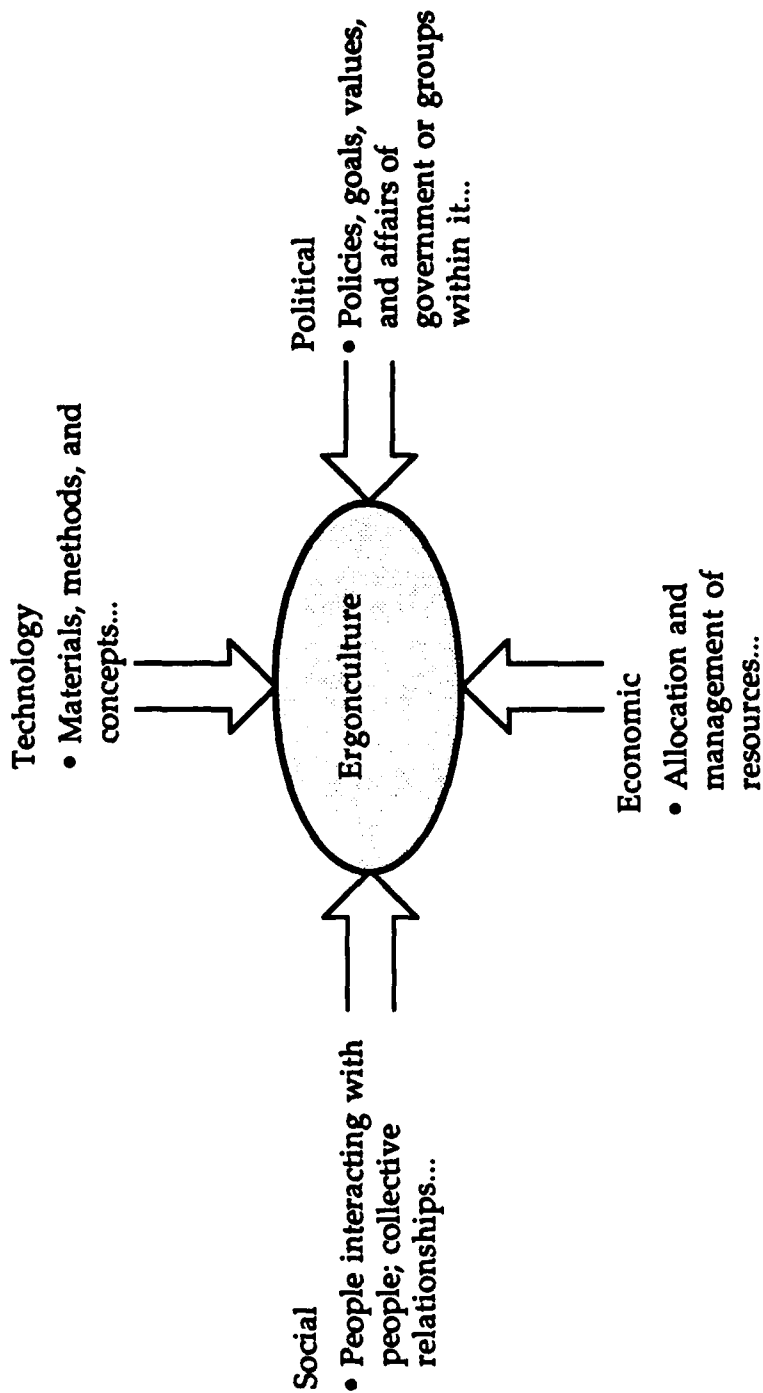 Technology
• Materials, methods, and
concepts...
Social
• People interacting with
people; collective
relationships...
Ergonculture
Political
• Policies, goals, values,
and affairs of
government or groups
within it...
Economic
• Allocation and
management of
resources...